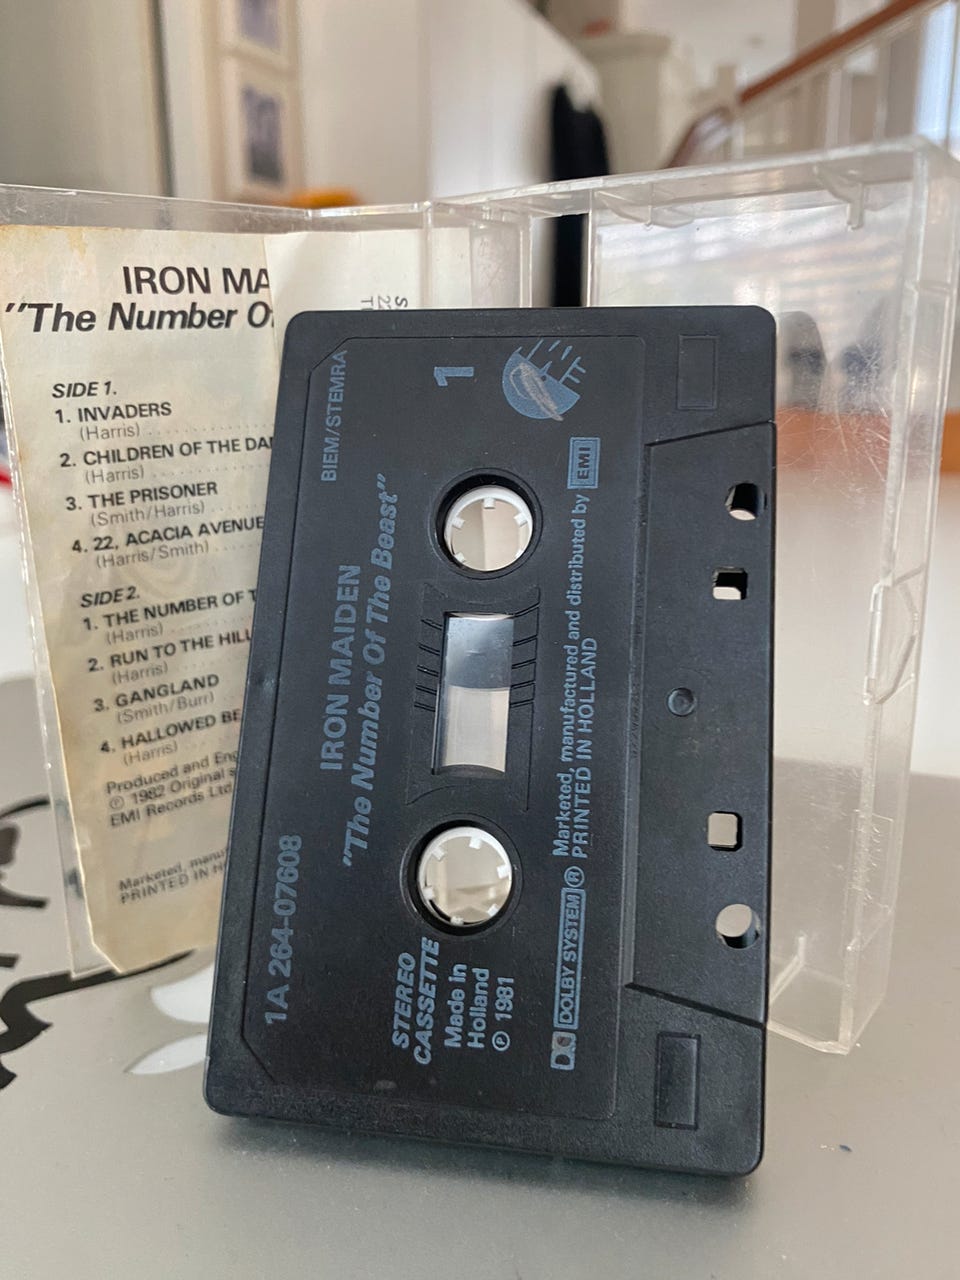 IRON MA
"The Number O
SIDE 1.
1. INVADERS
(Harris)
2. CHILDREN OF THE DA
(Harris)
3. THE PRISONER
(Smith/Harris)
4. 22, ACACIA AVENUE
(Harris/Smith)
SIDE 2.
1. THE NUMBER OF T
(Harris)
2. RUN TO THE HILL
(Harris)
3. GANGLAND
(Smith/Burr)
4. HALLOWED BE
(Harris)
Produced and Eng
℗ 1982 Original s
EMI Records Ltd.
Marketed, manu
PRINTED IN H
1A 264-07608
BIEM/STEMRA
IRON MAIDEN
"The Number Of The Beast"
1
STEREO
CASSETTE
Made in
Holland
℗ 1981
DOLBY SYSTEM ®
Marketed, manufactured and distributed by EMI
PRINTED IN HOLLAND